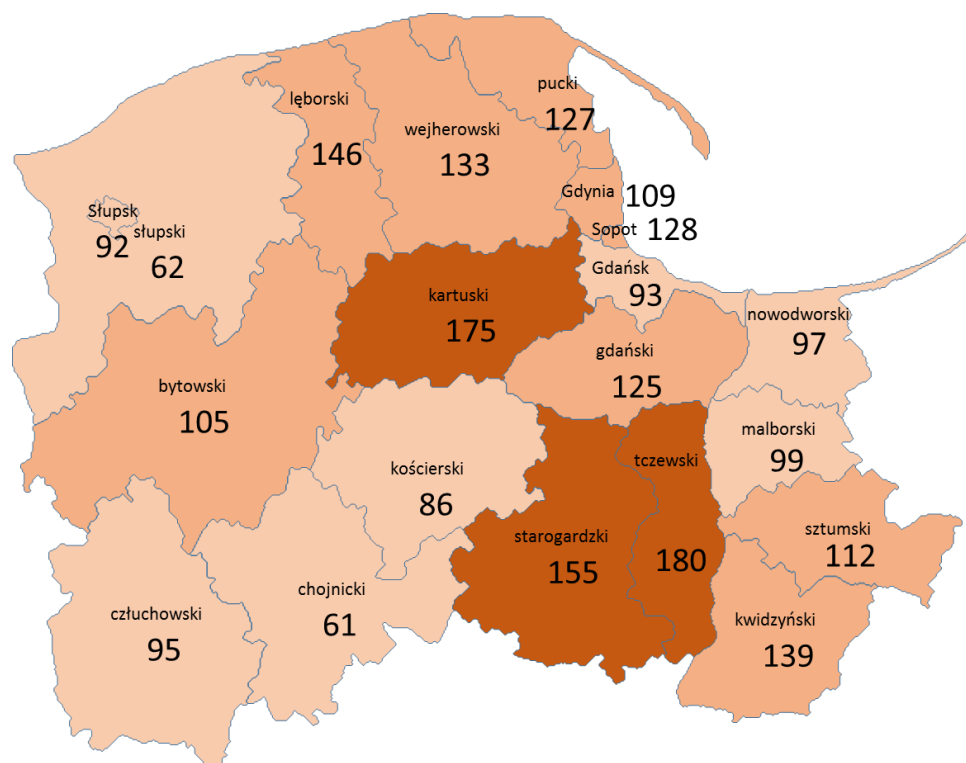 pucki
127
lęborski
146
wejherowski
133
Gdynia
109
Sopot
128
Słupsk
92
słupski
62
Gdańsk
93
kartuski
175
nowodworski
97
gdański
125
bytowski
105
malborski
99
kościerski
86
tczewski
180
starogardzki
155
sztumski
112
chojnicki
61
człuchowski
95
kwidzyński
139